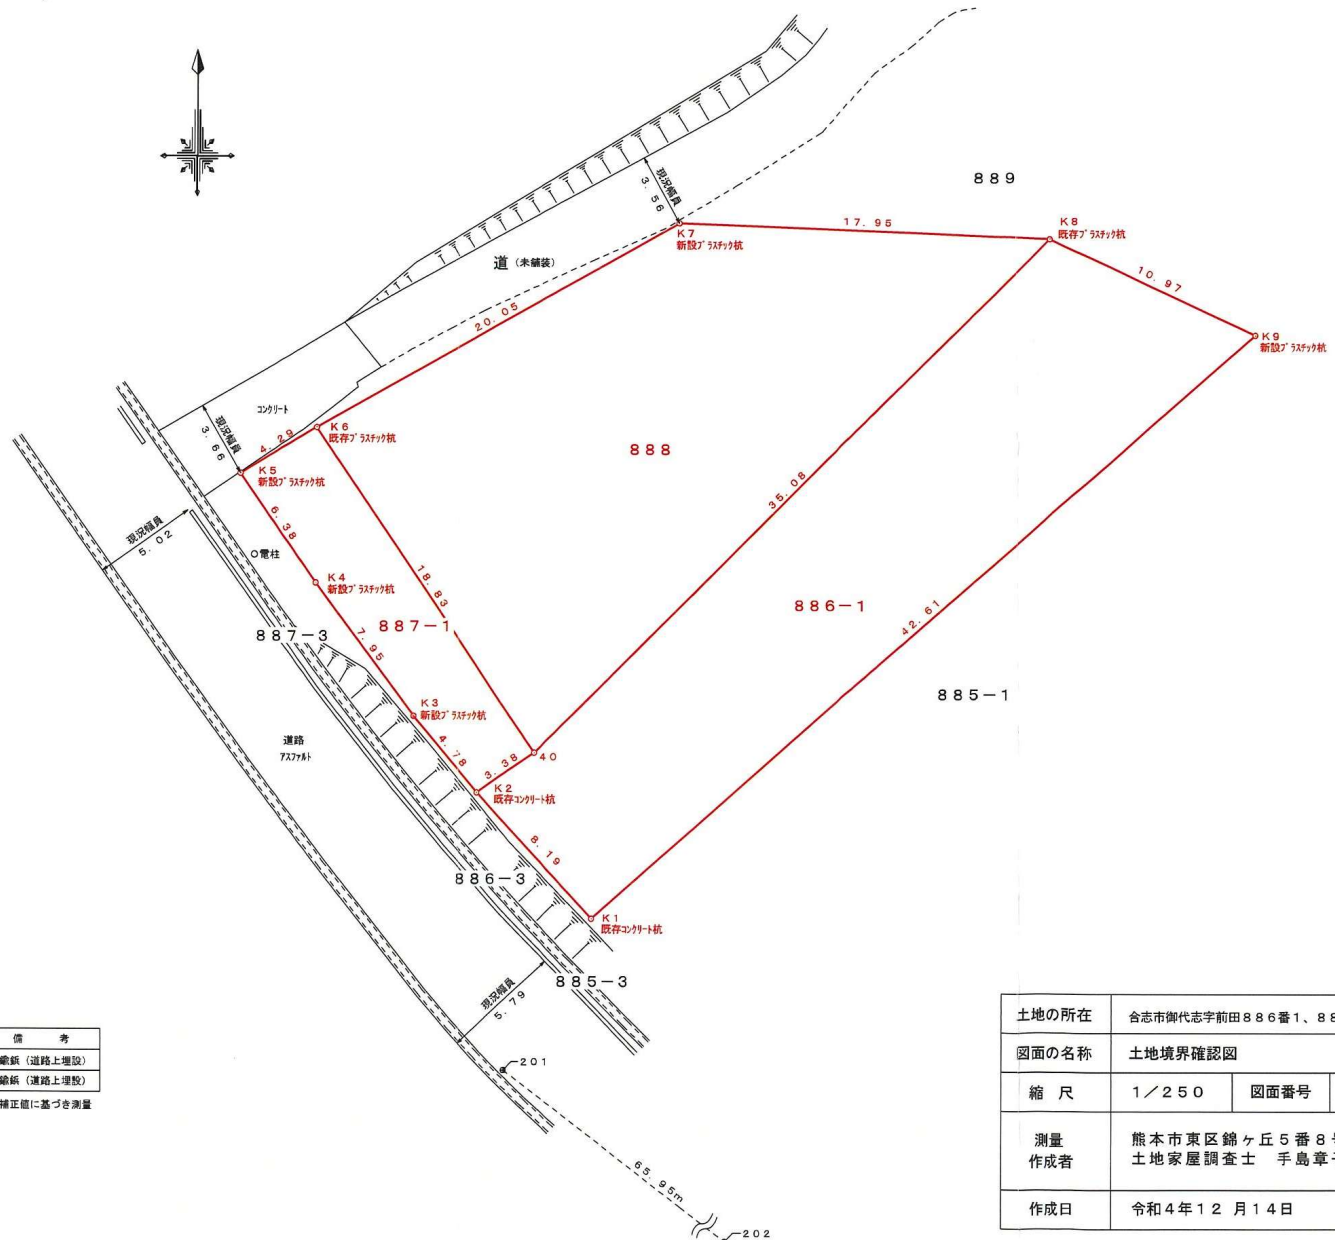 889
現況幅員
3.56
K7
新設プラスチック杭
17.95
K8
既存プラスチック杭
10.97
K9
新設プラスチック杭
道（未舗装）
20.05
コンクリート
現況幅員
3.66
4.29
K6
既存プラスチック杭
K5
新設プラスチック杭
888
35.08
現況幅員
5.02
6.38
電柱
K4
新設プラスチック杭
18.83
887-1
887-3
7.95
886-1
42.61
885-1
K3
新設プラスチック杭
道路
アスファルト
4.78
3.38
40
K2
既存コンクリート杭
8.19
886-3
K1
既存コンクリート杭
885-3
現況幅員
5.79
201
65.95m
202
備考
鋲（道路上埋設）
鋲（道路上埋設）
補正値に基づき測量
土地の所在 合志市御代志字前田886番1、88
図面の名称 土地境界確認図
縮尺 1／250 図面番号
測量
作成者
熊本市東区錦ヶ丘5番8号
土地家屋調査士 手島章
作成日 令和4年12月14日